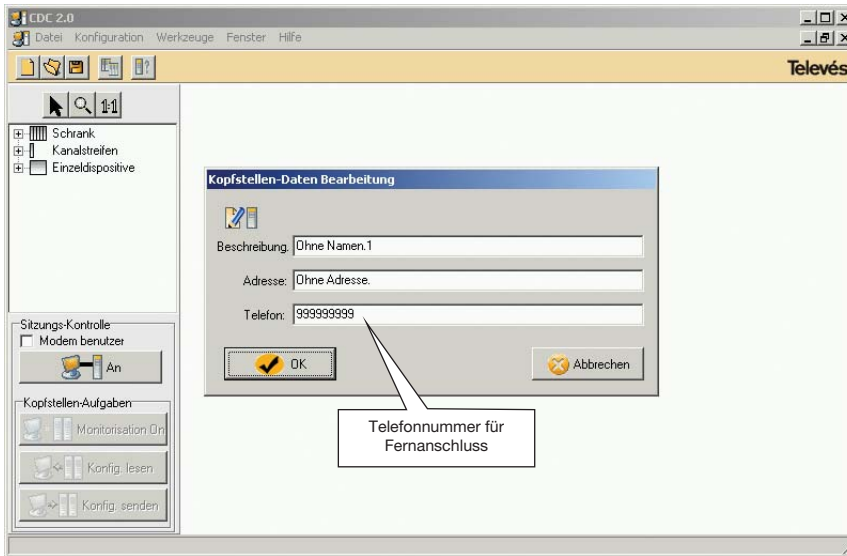 CDC 2.0
Datei Konfiguration Werkzeuge Fenster Hilfe
Televés
1:1
Schrank
Kanalstreifen
Einzeldispositive
Kopfstellen-Daten Bearbeitung
Beschreibung. Ohne Namen.1
Adresse: Ohne Adresse.
Telefon: 999999999
OK
Abbrechen
Telefonnummer für
Fernanschluss
Sitzungs-Kontrolle
Modem benutzer
An
Kopfstellen-Aufgaben
Monitorisation On
Konfig. lesen
Konfig. senden